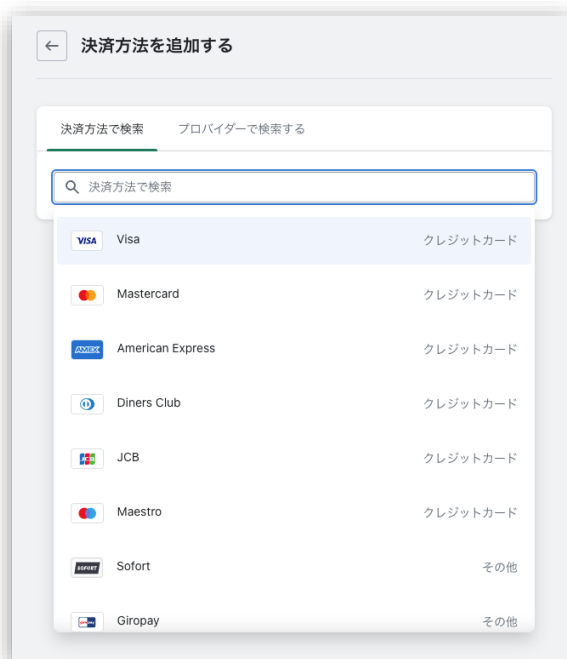 決済方法を追加する
決済方法で検索 プロバイダーで検索する
決済方法で検索
VISA Visa クレジットカード
Mastercard クレジットカード
AMEX American Express クレジットカード
Diners Club クレジットカード
JCB JCB クレジットカード
Maestro クレジットカード
SOFORT Sofort その他
Giropay その他